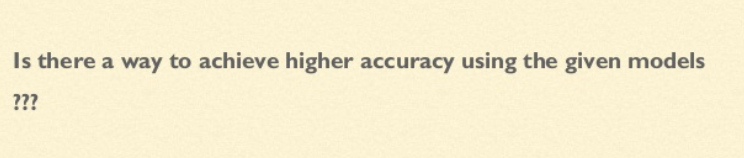 Is there a way to achieve higher accuracy using the given models
???